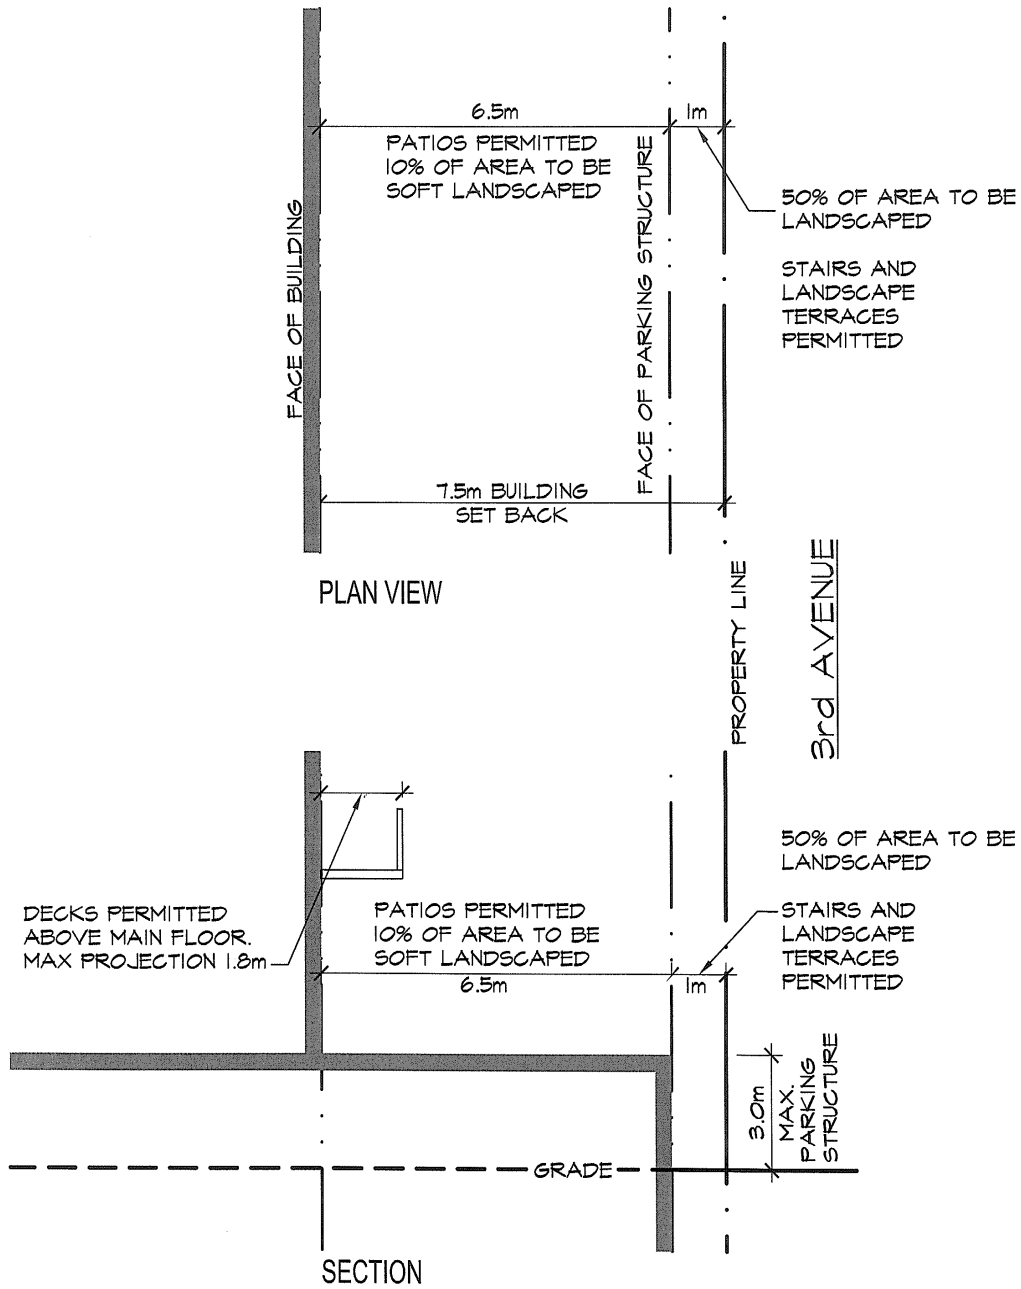 6.5m
1m
PATIOS PERMITTED
10% OF AREA TO BE
SOFT LANDSCAPED
FACE OF BUILDING
FACE OF PARKING STRUCTURE
50% OF AREA TO BE
LANDSCAPED
STAIRS AND
LANDSCAPE
TERRACES
PERMITTED
7.5m BUILDING
SET BACK
PLAN VIEW
PROPERTY LINE
3rd AVENUE
50% OF AREA TO BE
LANDSCAPED
STAIRS AND
LANDSCAPE
TERRACES
PERMITTED
DECKS PERMITTED
ABOVE MAIN FLOOR.
MAX PROJECTION 1.8m
PATIOS PERMITTED
10% OF AREA TO BE
SOFT LANDSCAPED
6.5m
1m
3.0m
MAX.
PARKING
STRUCTURE
GRADE
SECTION